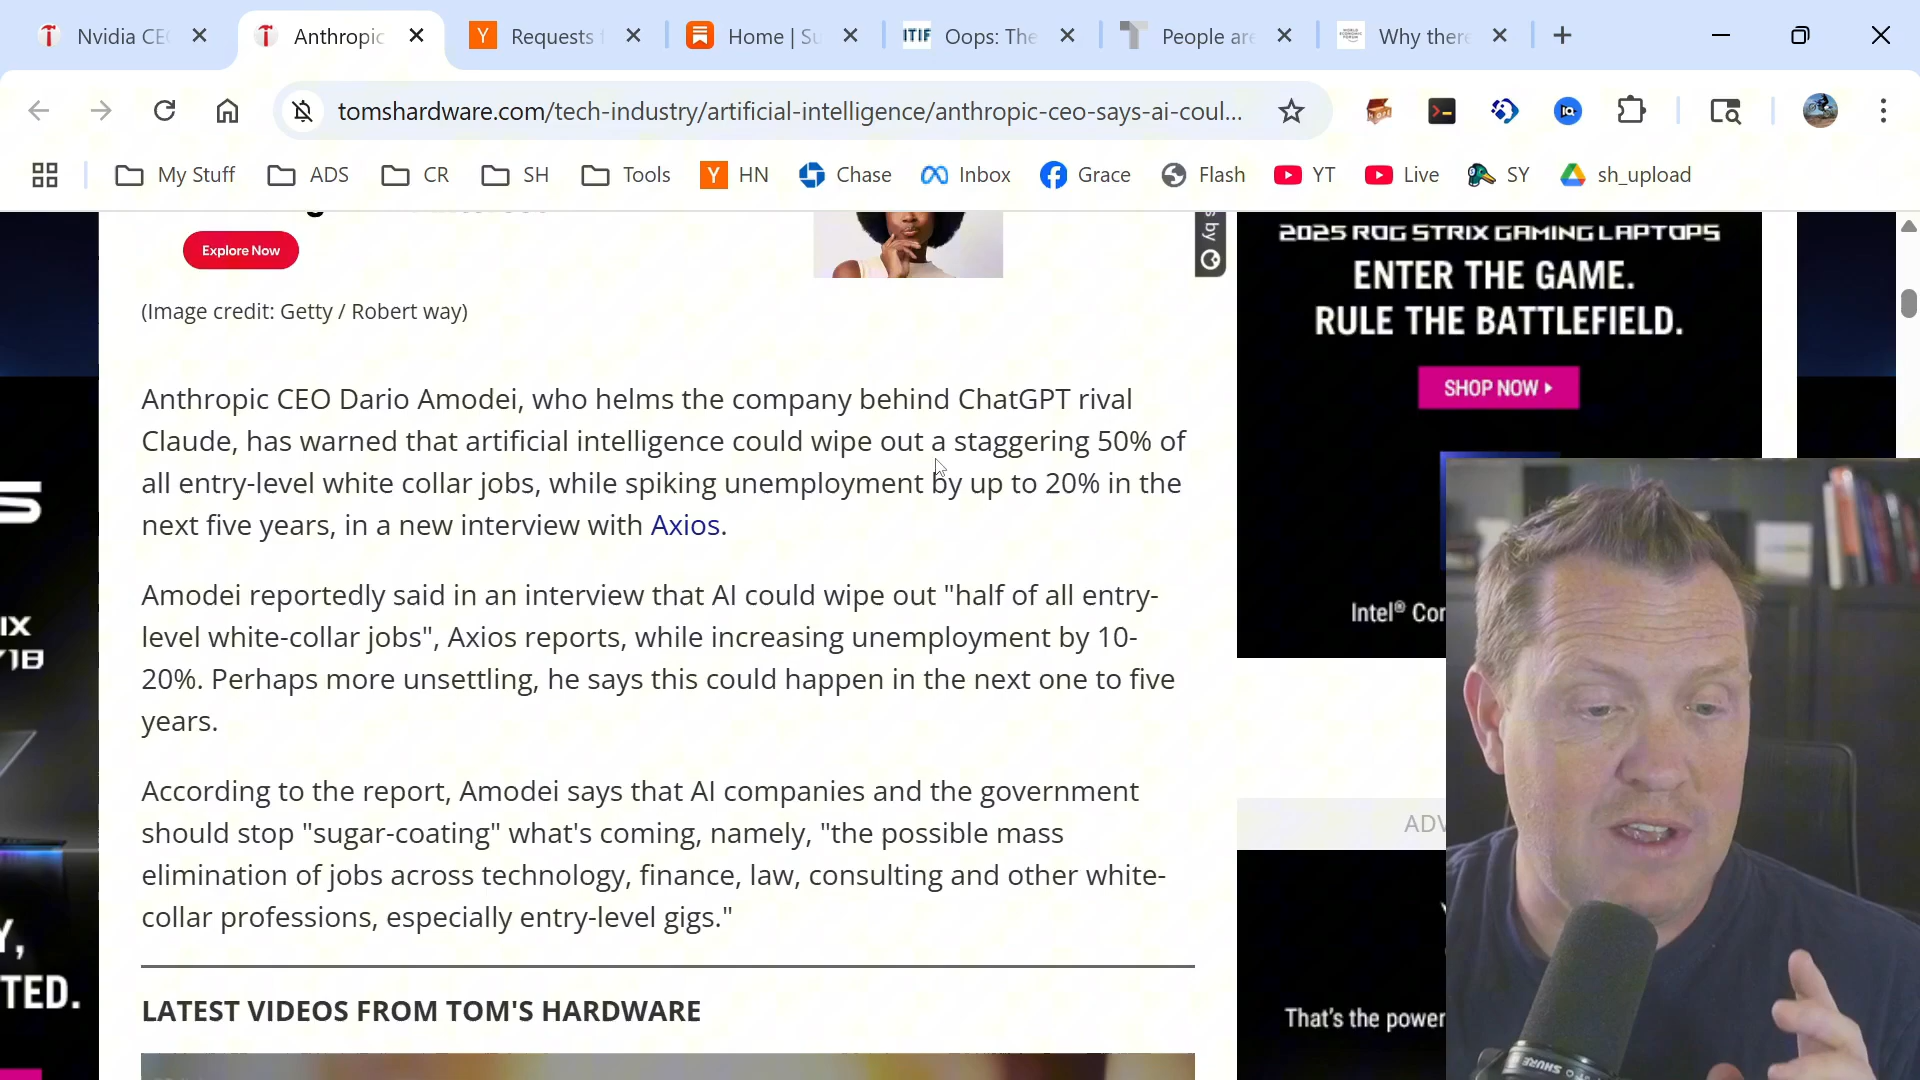 Nvidia CE
Anthropic
Requests f
Home | Su
ITIF Oops: The
People are
Why there
tomshardware.com/tech-industry/artificial-intelligence/anthropic-ceo-says-ai-coul...
My Stuff
ADS
CR
SH
Tools
HN
Chase
Inbox
Grace
Flash
YT
Live
SY
sh_upload
Explore Now
s by
(Image credit: Getty / Robert way)
Anthropic CEO Dario Amodei, who helms the company behind ChatGPT rival
Claude, has warned that artificial intelligence could wipe out a staggering 50% of
all entry-level white collar jobs, while spiking unemployment by up to 20% in the
next five years, in a new interview with Axios.
Amodei reportedly said in an interview that AI could wipe out "half of all entry-
level white-collar jobs", Axios reports, while increasing unemployment by 10-
20%. Perhaps more unsettling, he says this could happen in the next one to five
years.
According to the report, Amodei says that AI companies and the government
should stop "sugar-coating" what's coming, namely, "the possible mass
elimination of jobs across technology, finance, law, consulting and other white-
collar professions, especially entry-level gigs."
LATEST VIDEOS FROM TOM'S HARDWARE
2025 ROG STRIX GAMING LAPTOPS
ENTER THE GAME.
RULE THE BATTLEFIELD.
SHOP NOW
Intel® Cor
ADV
That's the power
IX
/18
Y,
TED.
SHURE